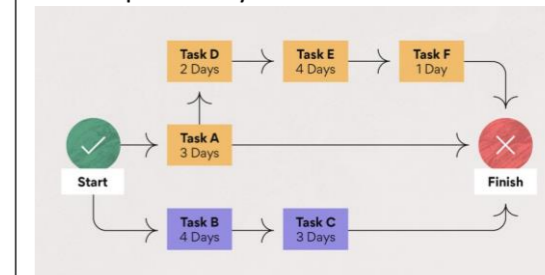 Task D
2 Days
Task E
4 Days
Task F
1 Day
Task A
3 Days
Start
Finish
Task B
4 Days
Task C
3 Days